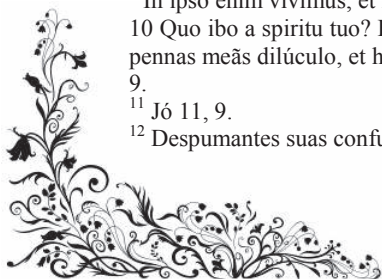 In ipso enim vivimus, et
10 Quo ibo a spiritu tuo?
pennas meãs dilúculo, et h
9.
11 Jó 11, 9.
12 Despumantes suas confu